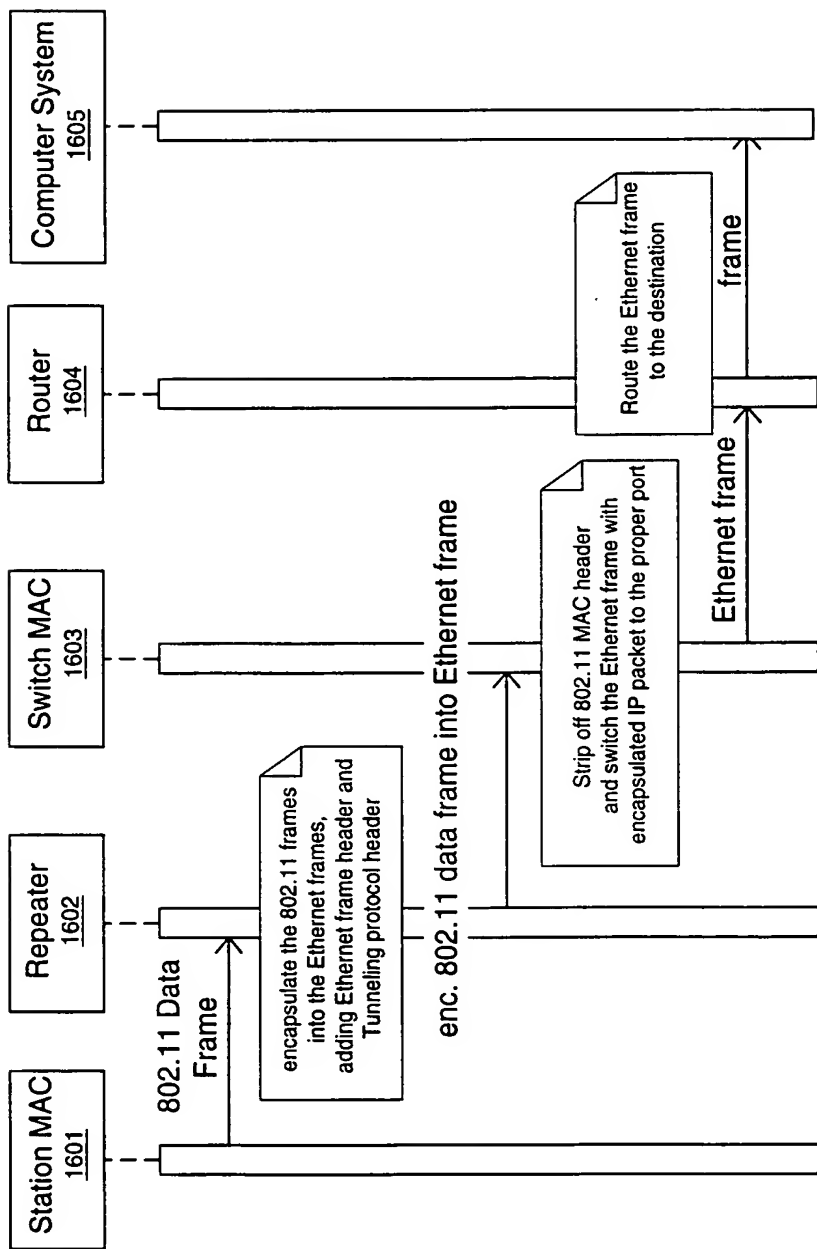 Station MAC
1601
Repeater
1602
Switch MAC
1603
Router
1604
Computer System
1605
802.11 Data
Frame
encapsulate the 802.11 frames
into the Ethernet frames,
adding Ethernet frame header and
Tunneling protocol header
enc. 802.11 data frame into Ethernet frame
Strip off 802.11 MAC header
and switch the Ethernet frame with
encapsulated IP packet to the proper port
Ethernet frame
Route the Ethernet frame
to the destination
frame